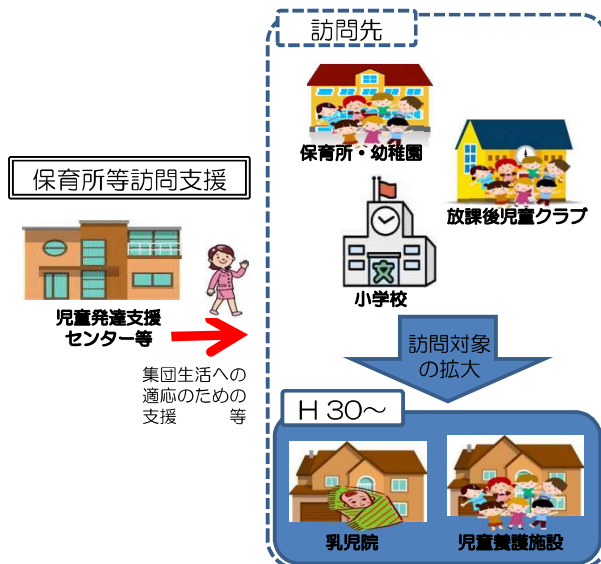 訪問先
保育所・幼稚園
放課後児童クラブ
文
小学校
保育所等訪問支援
児童発達支援
センター等
集団生活への
適応のための
支援　　等
訪問対象
の拡大
H 30～
乳児院
児童養護施設